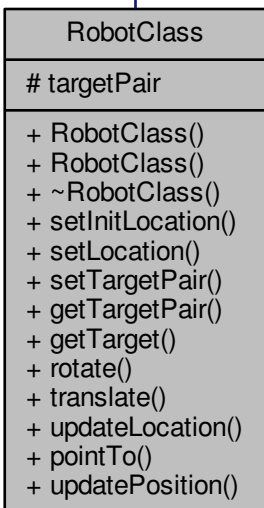 RobotClass
# targetPair
+ RobotClass()
+ RobotClass()
+ ~RobotClass()
+ setInitLocation()
+ setLocation()
+ setTargetPair()
+ getTargetPair()
+ getTarget()
+ rotate()
+ translate()
+ updateLocation()
+ pointTo()
+ updatePosition()